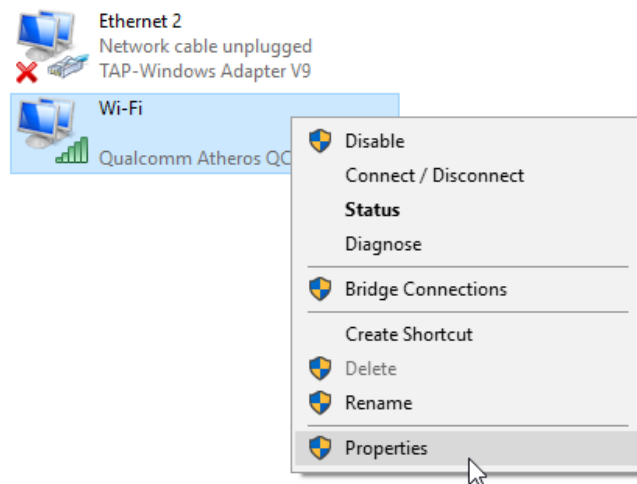 Ethernet 2
Network cable unplugged
TAP-Windows Adapter V9
Wi-Fi
Qualcomm Atheros QC
Disable
Connect / Disconnect
Status
Diagnose
Bridge Connections
Create Shortcut
Delete
Rename
Properties